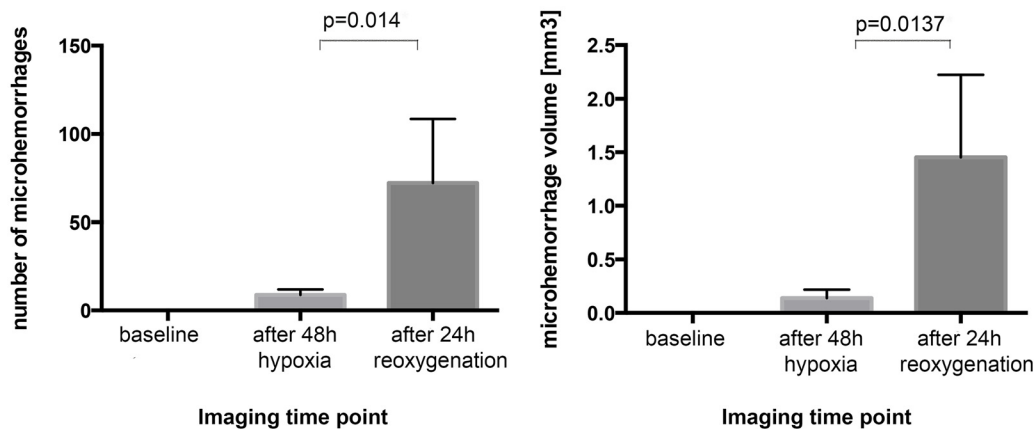 p=0.014
number of microhemorrhages
150
100
50
0
baseline
after 48h
hypoxia
after 24h
reoxygenation
Imaging time point
p=0.0137
microhemorrhage volume [mm3]
2.5
2.0
1.5
1.0
0.5
0.0
baseline
after 48h
hypoxia
after 24h
reoxygenation
Imaging time point